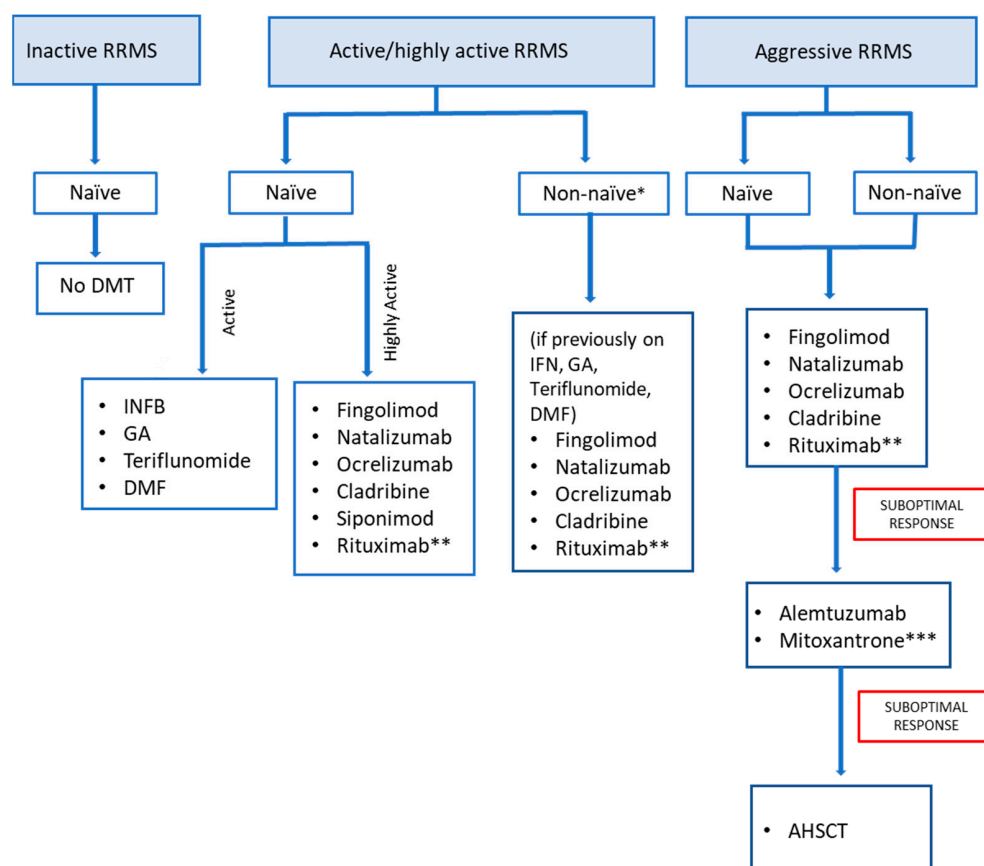 Inactive RRMS
Active/highly active RRMS
Aggressive RRMS
Naïve
Naïve
Non-naïve*
Naïve
Non-naïve
No DMT
Active
Highly Active
• INFB
• GA
• Teriflunomide
• DMF
• Fingolimod
• Natalizumab
• Ocrelizumab
• Cladribine
• Siponimod
• Rituximab**
(if previously on
IFN, GA,
Teriflunomide,
DMF)
• Fingolimod
• Natalizumab
• Ocrelizumab
• Cladribine
• Rituximab**
• Fingolimod
• Natalizumab
• Ocrelizumab
• Cladribine
• Rituximab**
SUBOPTIMAL
RESPONSE
• Alemtuzumab
• Mitoxantrone***
SUBOPTIMAL
RESPONSE
• AHSCT